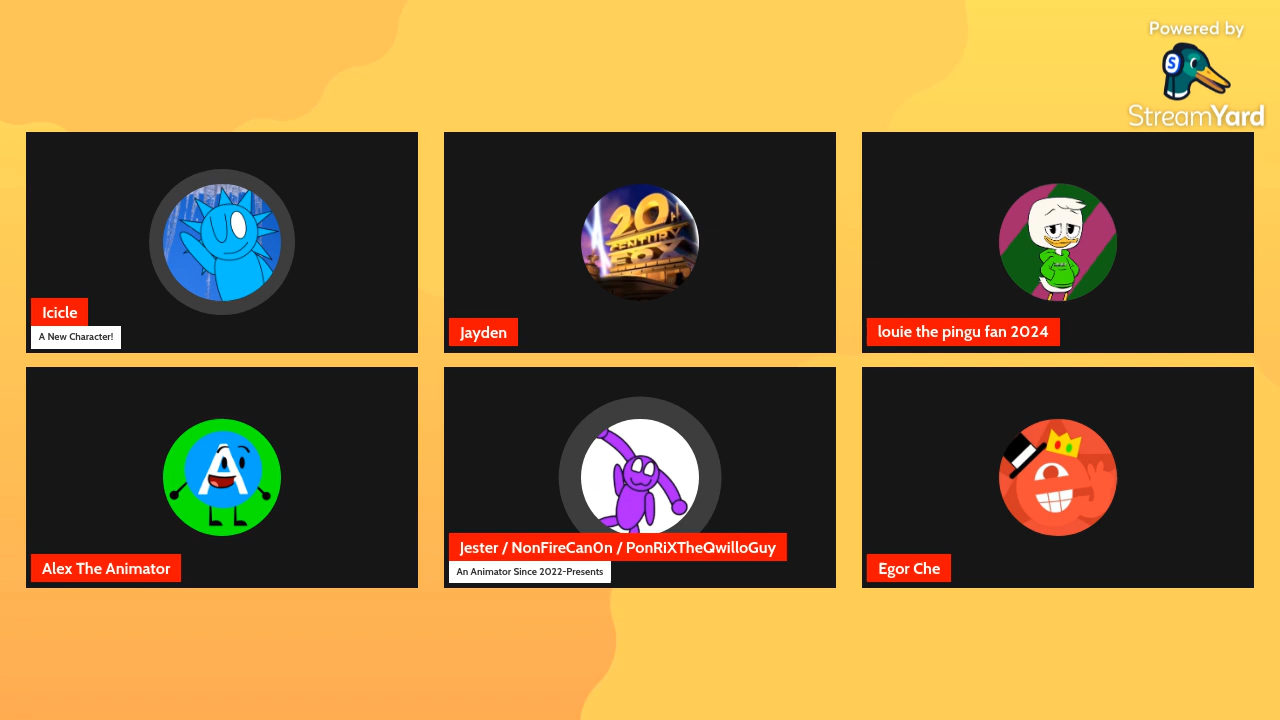 Powered by
S
StreamYard
20TH
CENTURY
FOX
Icicle
A New Character!
Jayden
louie the pingu fan 2024
A
Alex The Animator
Jester / NonFireCan0n / PonRiXTheQwilloGuy
An Animator Since 2022-Presents
Egor Che